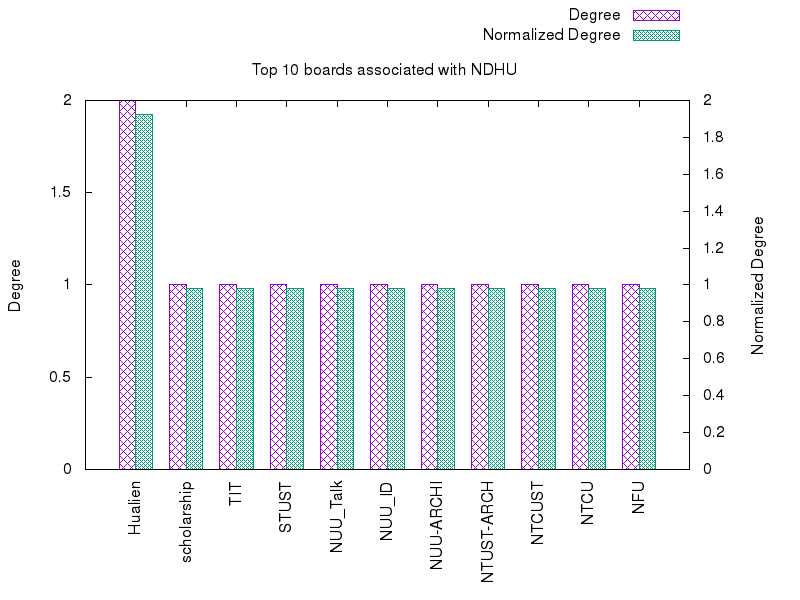 Degree
Normalized Degree
Top 10 boards associated with NDHU
2
1.5
1
0.5
0
2
1.8
1.6
1.4
1.2
1
0.8
0.6
0.4
0.2
0
Degree
Normalized Degree
Hualien
scholarship
TIT
STUST
NUU_Talk
NUU_ID
NUU-ARCHI
NTUST-ARCH
NTCUST
NTCU
NFU